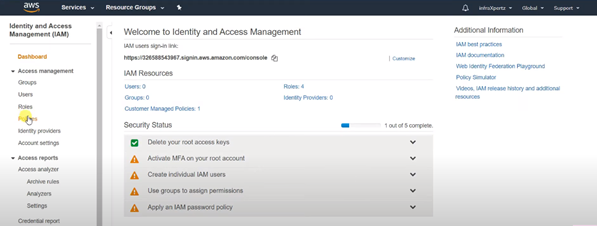 aws
Services
Resource Groups
infraXpertz
Global
Support
Identity and Access
Management (IAM)
Dashboard
Access management
Groups
Users
Roles
Policies
Identity providers
Account settings
Access reports
Access analyzer
Archive rules
Analyzers
Settings
Credential report
Welcome to Identity and Access Management
IAM users sign-in link:
https://326588543967.signin.aws.amazon.com/console
Customize
IAM Resources
Users: 0
Roles: 4
Groups: 0
Identity Providers: 0
Customer Managed Policies: 1
Security Status
1 out of 5 complete.
Delete your root access keys
Activate MFA on your root account
Create individual IAM users
Use groups to assign permissions
Apply an IAM password policy
Additional Information
IAM best practices
IAM documentation
Web Identity Federation Playground
Policy Simulator
Videos, IAM release history and additional
resources